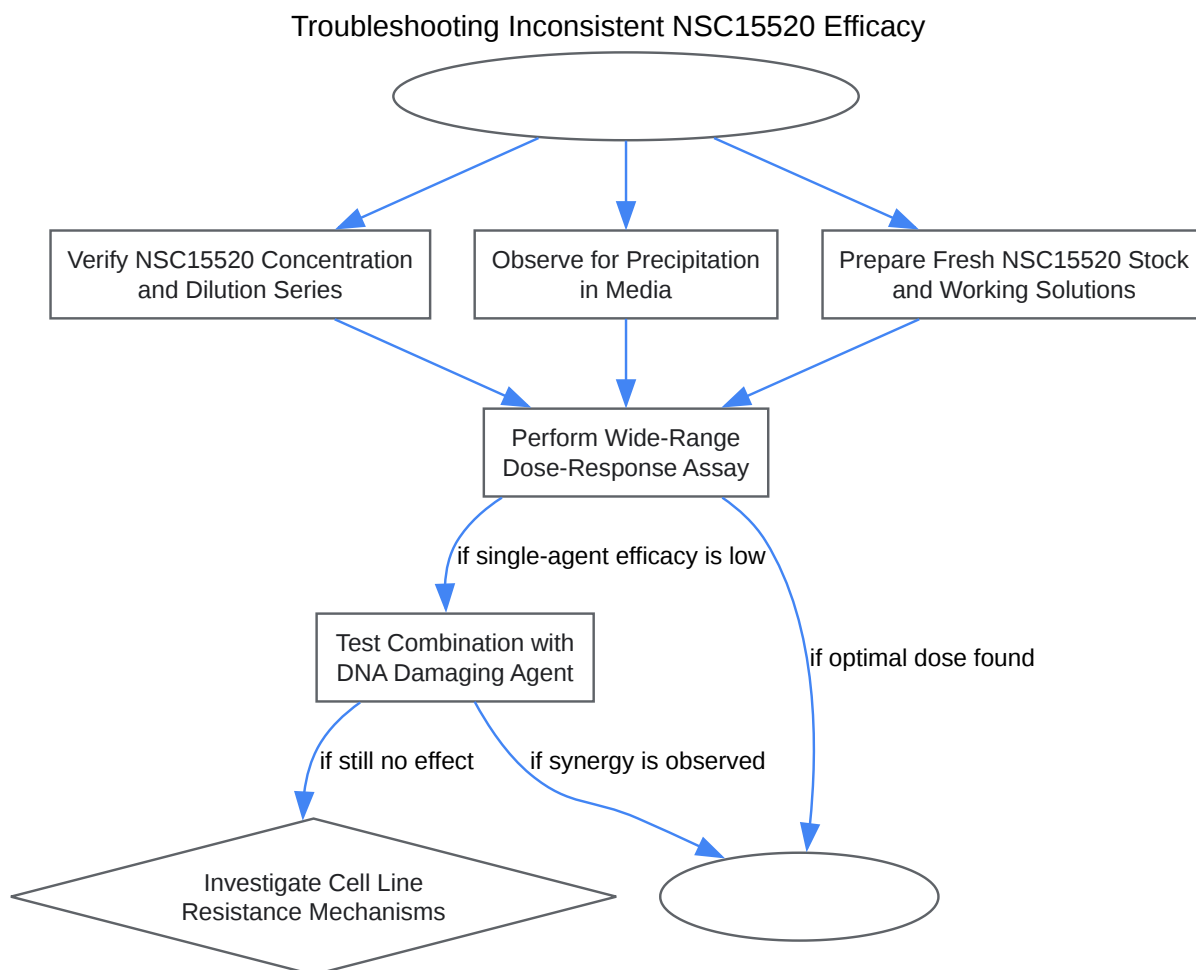 Troubleshooting Inconsistent NSC15520 Efficacy
Verify NSC15520 Concentration
and Dilution Series
Observe for Precipitation
in Media
Prepare Fresh NSC15520 Stock
and Working Solutions
Perform Wide-Range
Dose-Response Assay
if single-agent efficacy is low
Test Combination with
DNA Damaging Agent
if optimal dose found
if still no effect
if synergy is observed
Investigate Cell Line
Resistance Mechanisms